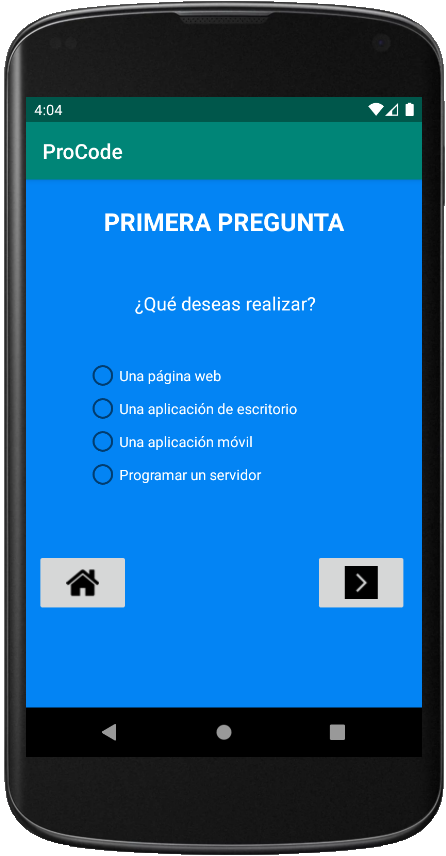 4:04
ProCode
PRIMERA PREGUNTA
¿Qué deseas realizar?
Una página web
Una aplicación de escritorio
Una aplicación móvil
Programar un servidor